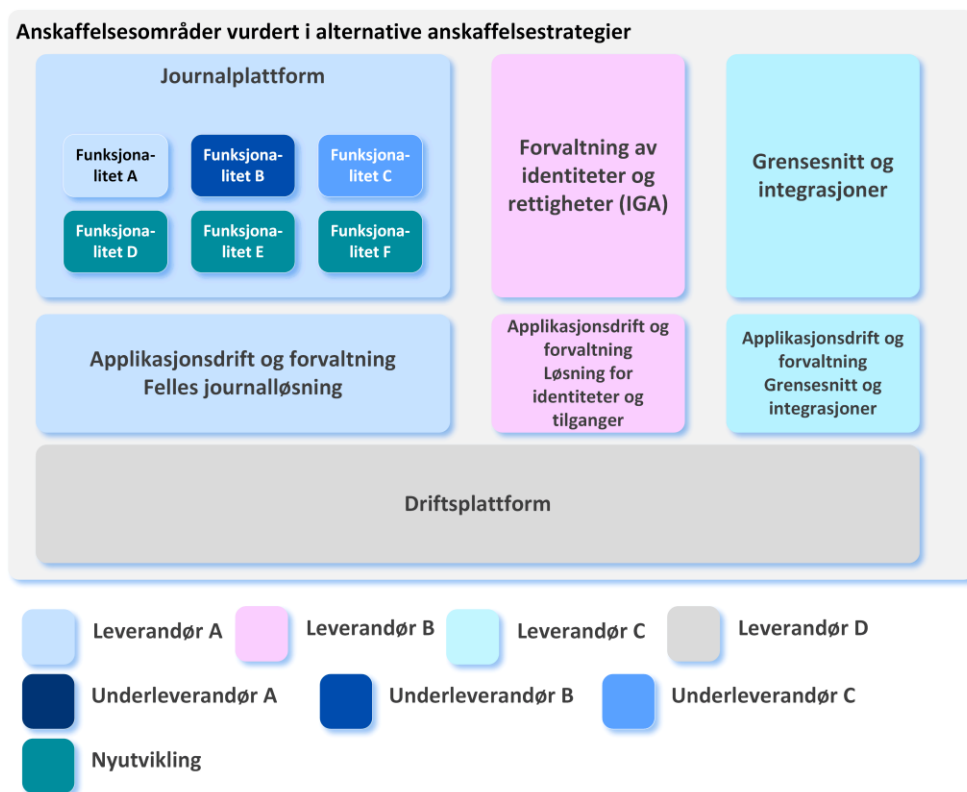 Anskaffelsesområder vurdert i alternative anskaffelsestrategier
Journalplattform
Funksjona-
litet A
Funksjona-
litet B
Funksjona-
litet C
Funksjona-
litet D
Funksjona-
litet E
Funksjona-
litet F
Forvaltning av
identiteter og
rettigheter (IGA)
Grensesnitt og
integrasjoner
Applikasjonsdrift og forvaltning
Felles journalløsning
Applikasjonsdrift og
forvaltning
Løsning for
identiteter og
tilganger
Applikasjonsdrift og
forvaltning
Grensesnitt og
integrasjoner
Driftsplattform
Leverandør A
Leverandør B
Leverandør C
Leverandør D
Underleverandør A
Underleverandør B
Underleverandør C
Nyutvikling